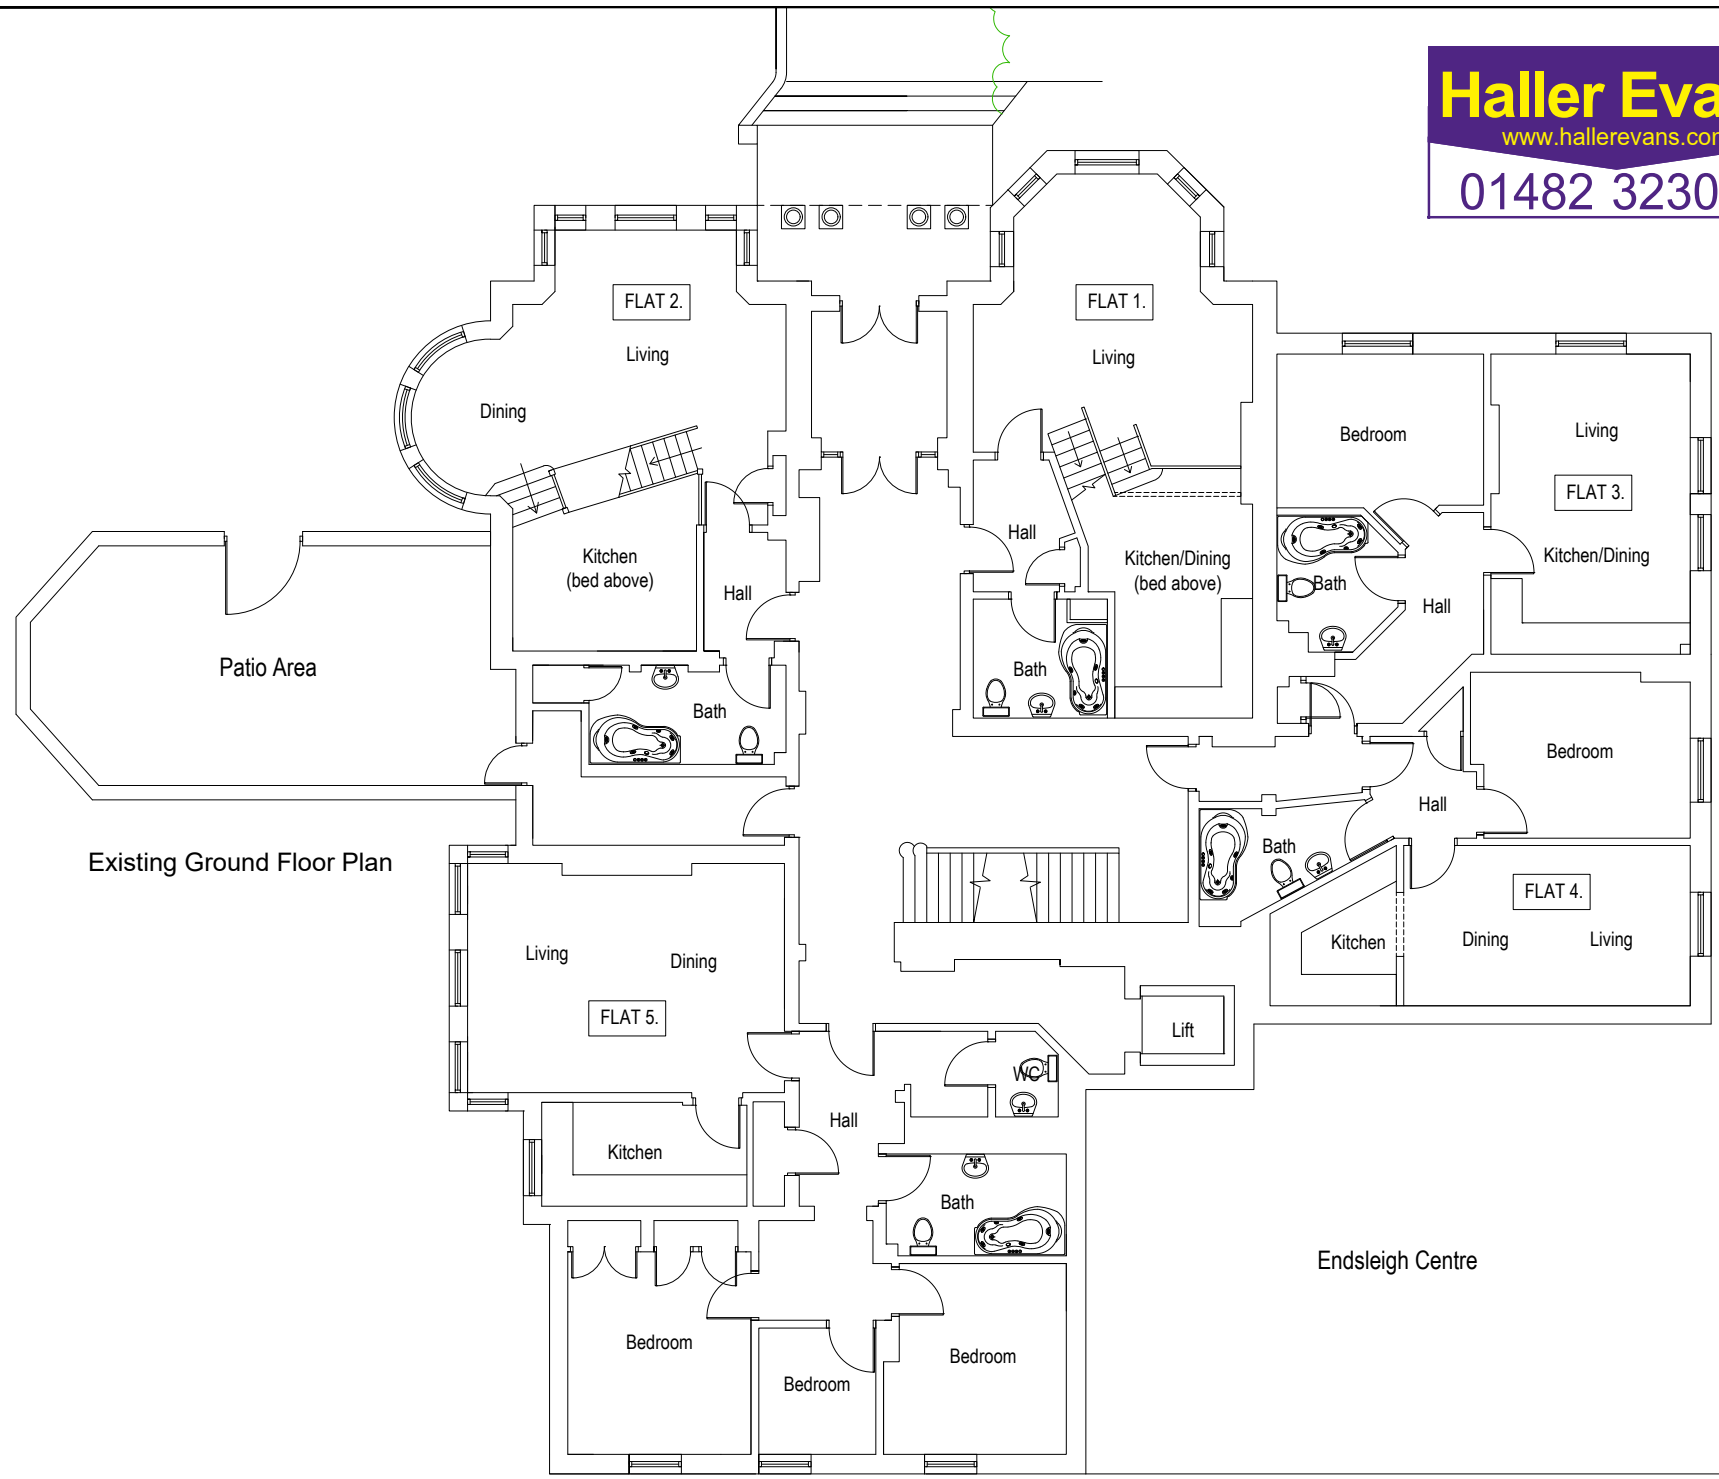 Haller Eva
www.hallerevans.co
01482 3230
FLAT 2.
Living
Dining
Kitchen
(bed above)
Hall
Bath
FLAT 1.
Living
Hall
Kitchen/Dining
(bed above)
Bath
Bedroom
Living
FLAT 3.
Kitchen/Dining
Bath
Hall
Patio Area
Existing Ground Floor Plan
Bedroom
Hall
Bath
FLAT 4.
Kitchen
Dining
Living
Living
Dining
FLAT 5.
Lift
WC
Hall
Kitchen
Bath
Bedroom
Bedroom
Bedroom
Endsleigh Centre